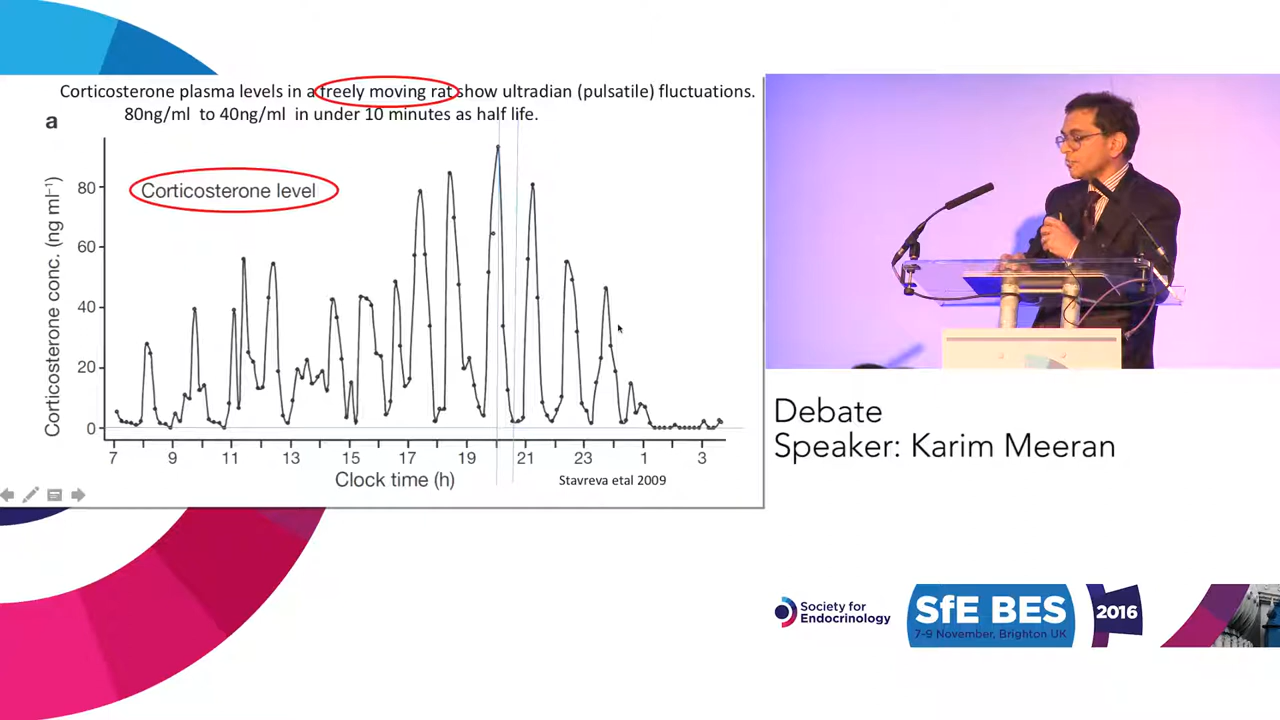 Corticosterone plasma levels in a freely moving rat show ultradian (pulsatile) fluctuations.
80ng/ml to 40ng/ml in under 10 minutes as half life.
a
Corticosterone level
Corticosterone conc. (ng ml⁻¹)
80
60
40
20
0
7 9 11 13 15 17 19 21 23 1 3
Clock time (h)
Stavreva etal 2009
Debate
Speaker: Karim Meeran
Society for
Endocrinology
SfE BES
7-9 November, Brighton UK
2016